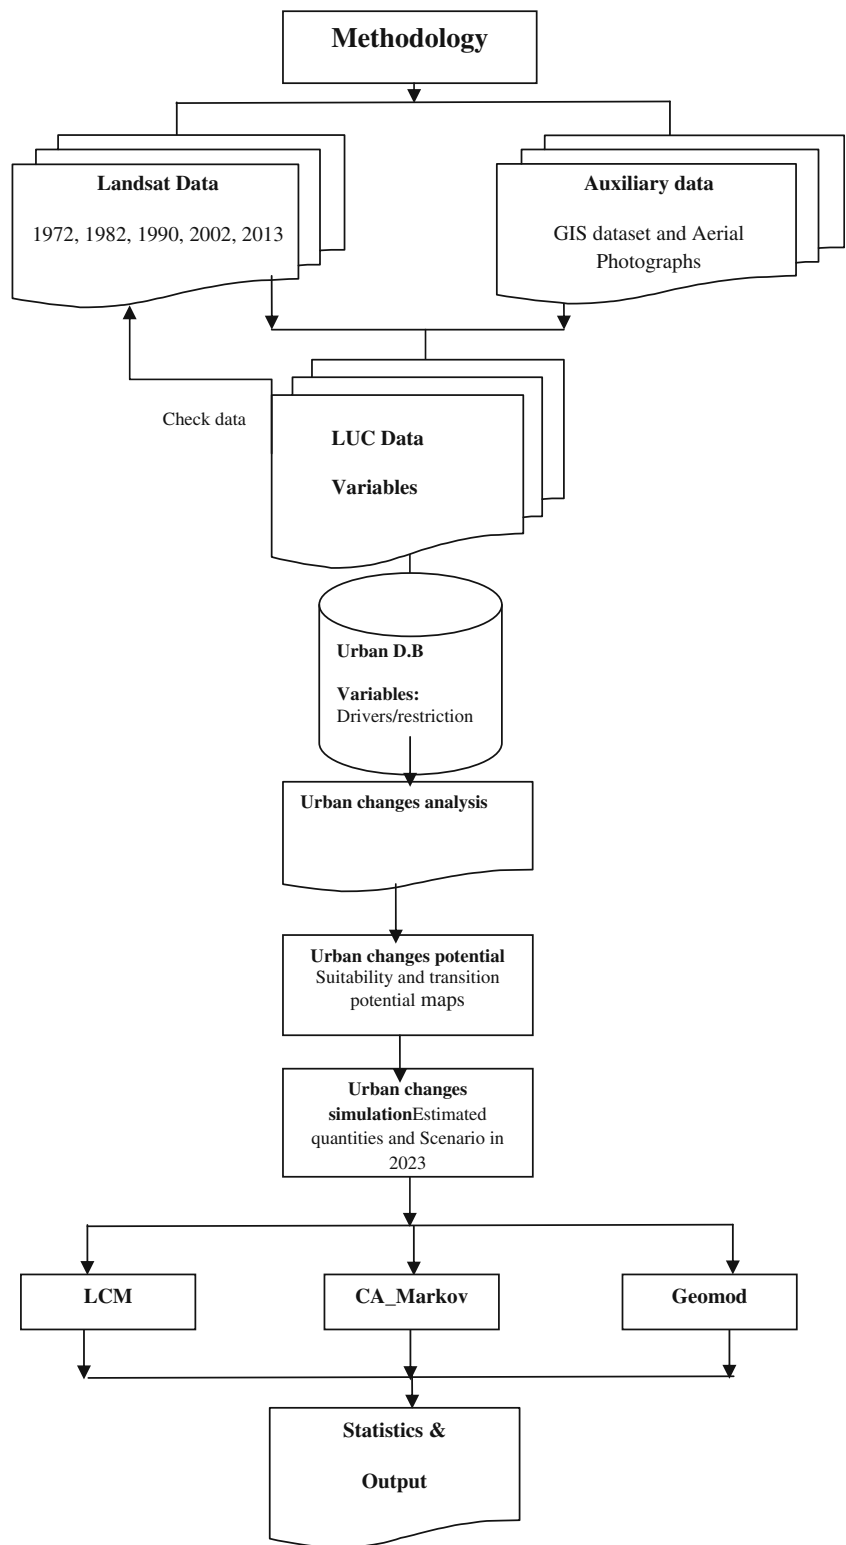 Methodology
Landsat Data
1972, 1982, 1990, 2002, 2013
Auxiliary data
GIS dataset and Aerial
Photographs
Check data
LUC Data
Variables
Urban D.B
Variables:
Drivers/restriction
Urban changes analysis
Urban changes potential
Suitability and transition
potential maps
Urban changes
simulationEstimated
quantities and Scenario in
2023
LCM
CA_Markov
Geomod
Statistics &
Output